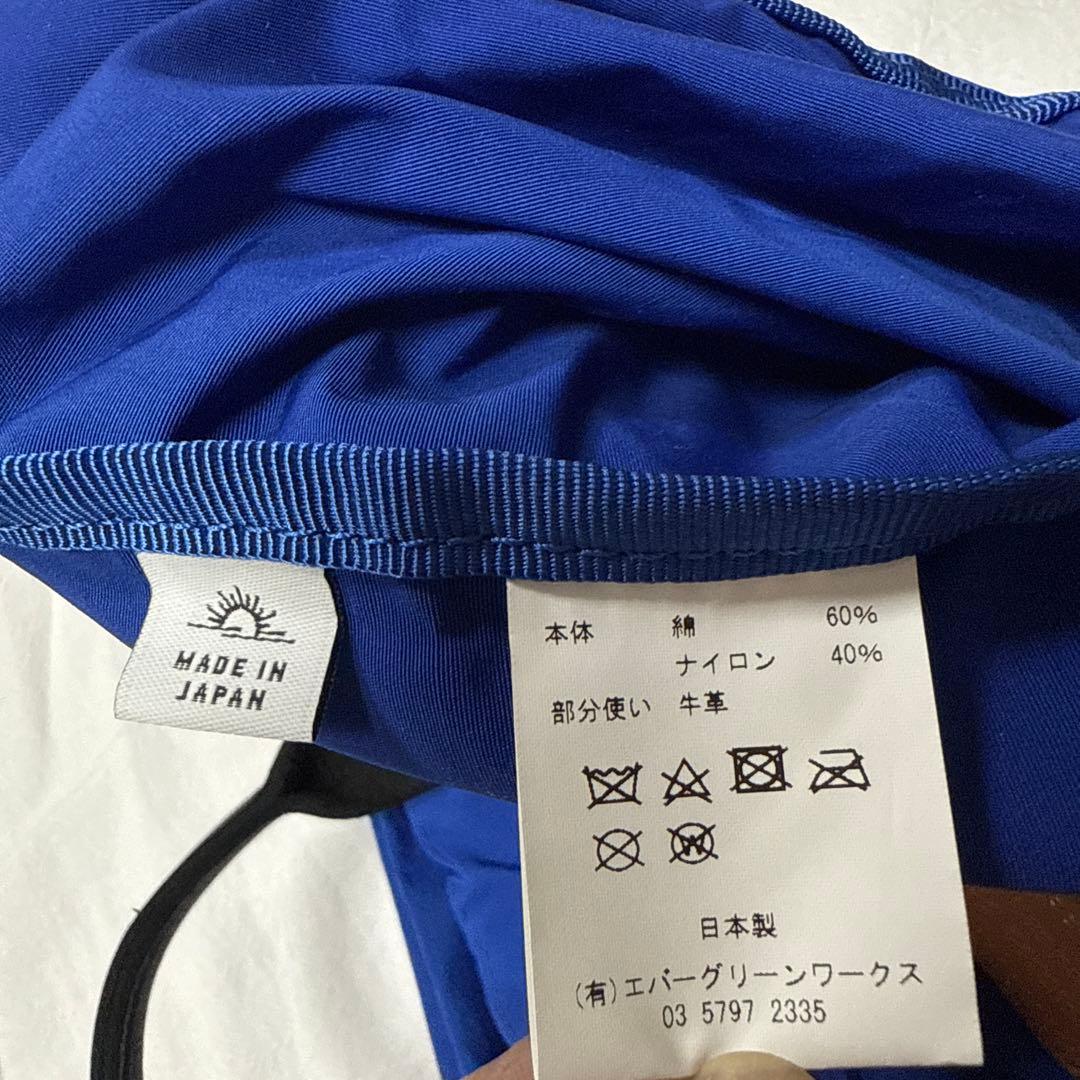 MADE IN
JAPAN
本体 綿 60%
ナイロン 40%
部分使い 牛革
W
日本製
(有)エバーグリーンワークス
03 5797 2335